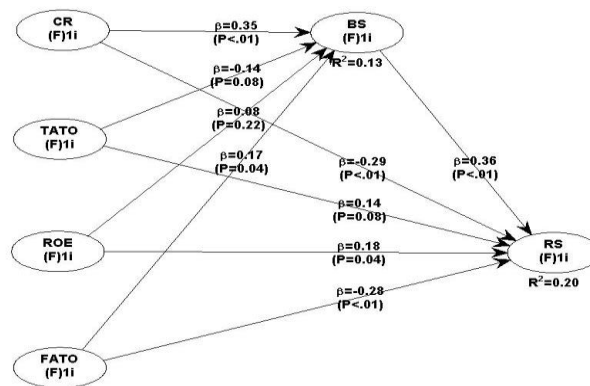 CR
(F)1i
β=0.35
(P<.01)
BS
(F)1i
R²=0.13
β=-0.14
(P=0.08)
β=0.08
(P=0.22)
TATO
(F)1i
β=0.17
(P=0.04)
β=-0.29
(P<.01)
β=0.36
(P<.01)
β=0.14
(P=0.08)
ROE
(F)1i
β=0.18
(P=0.04)
RS
(F)1i
R²=0.20
β=-0.28
(P<.01)
FATO
(F)1i